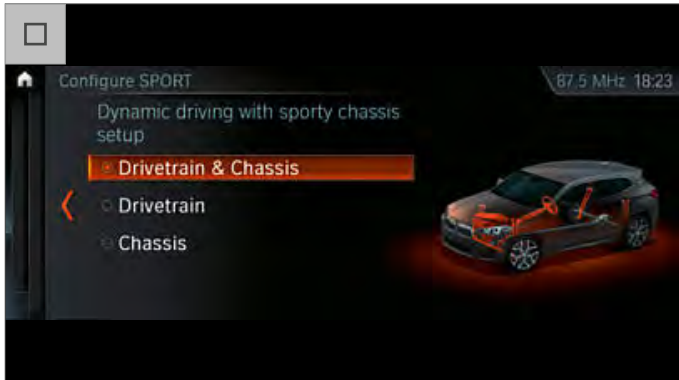 Configure SPORT
87.5 MHz 18:23
Dynamic driving with sporty chassis
setup
Drivetrain & Chassis
Drivetrain
Chassis